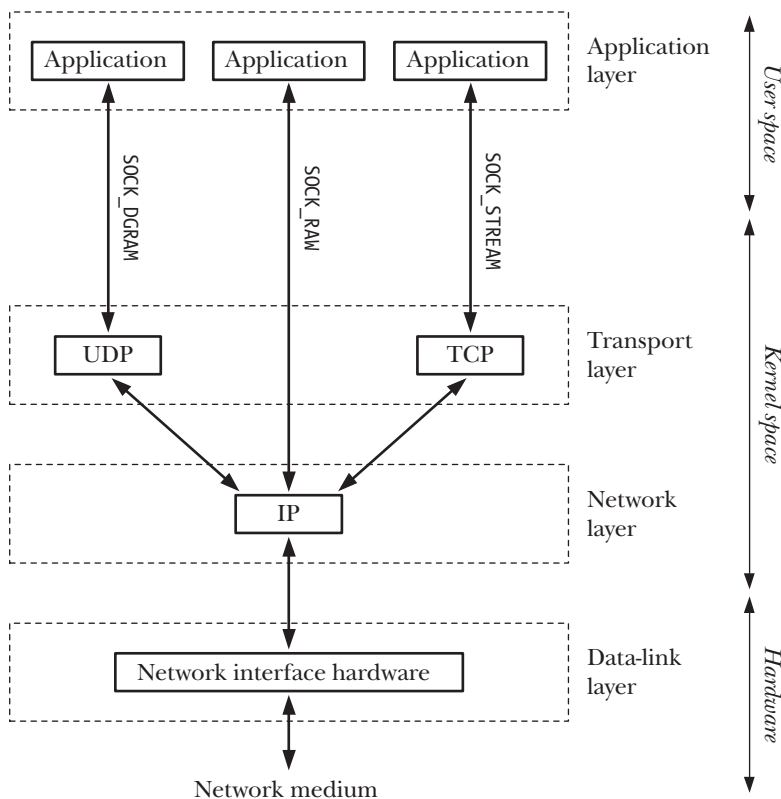 Application
Application
Application
Application
layer
User space
SOCK_DGRAM
SOCK_RAW
SOCK_STREAM
UDP
TCP
Transport
layer
Kernel space
IP
Network
layer
Network interface hardware
Data-link
layer
Hardware
Network medium